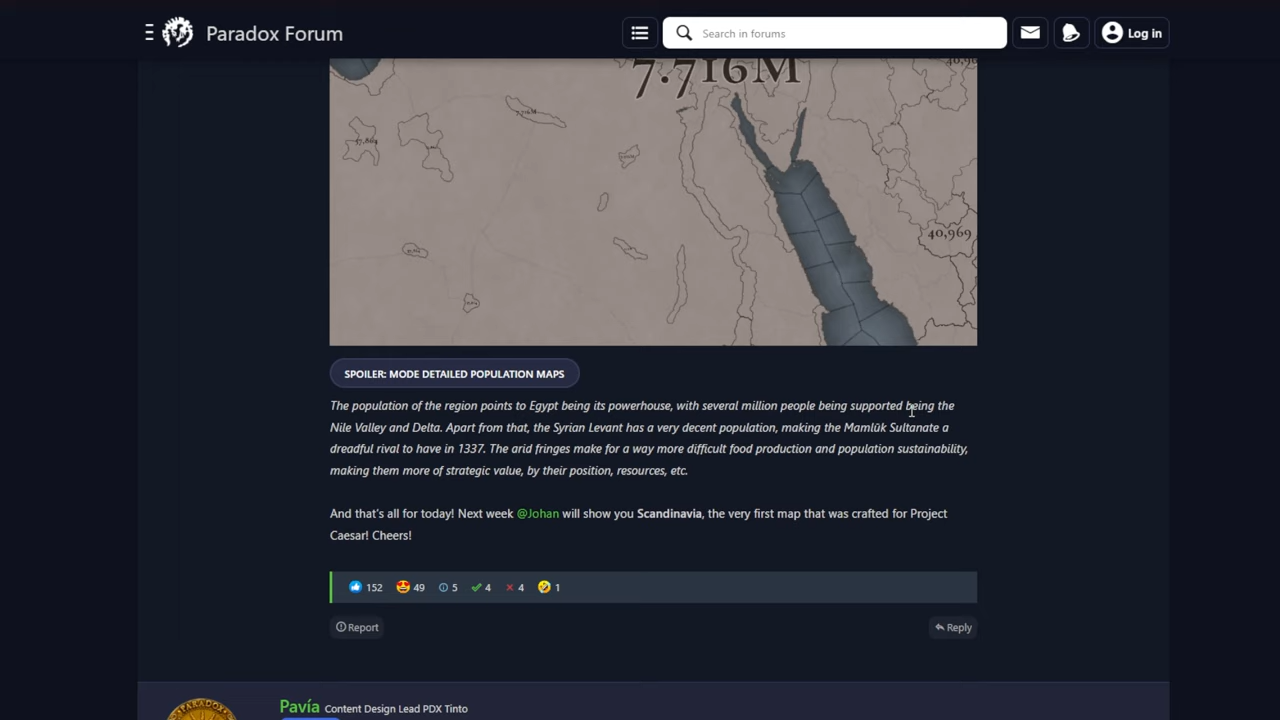 Paradox Forum
Search in forums
Log in
7.716M
40,969
SPOILER: MODE DETAILED POPULATION MAPS
The population of the region points to Egypt being its powerhouse, with several million people being supported being the
Nile Valley and Delta. Apart from that, the Syrian Levant has a very decent population, making the Mamlūk Sultanate a
dreadful rival to have in 1337. The arid fringes make for a way more difficult food production and population sustainability,
making them more of strategic value, by their position, resources, etc.
And that's all for today! Next week @Johan will show you Scandinavia, the very first map that was crafted for Project
Caesar! Cheers!
152 49 5 4 4 1
Report
Reply
Pavía Content Design Lead PDX Tinto